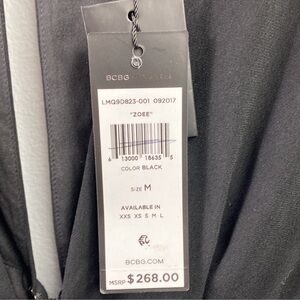 BCBG
LMQ9D823-001 092017
"ZOEE"
6 13000 18635 5
COLOR BLACK
SIZE M
AVAILABLE IN
XXS XS S M L
BCBG.COM
MSRP $268.00